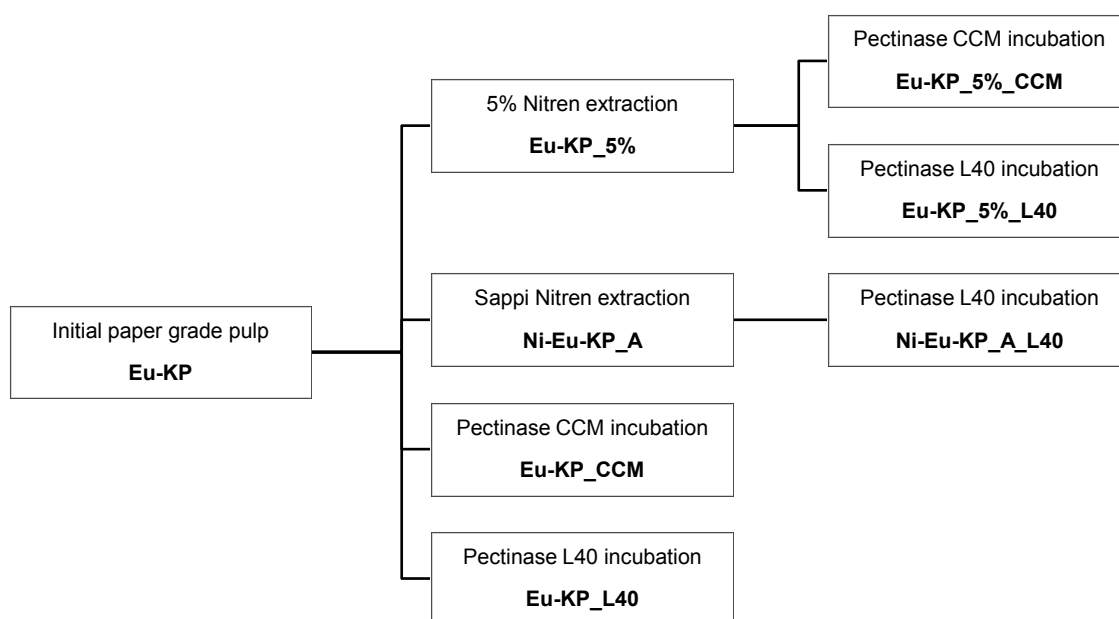 Initial paper grade pulp
Eu-KP
5% Nitren extraction
Eu-KP_5%
Pectinase CCM incubation
Eu-KP_5%_CCM
Pectinase L40 incubation
Eu-KP_5%_L40
Sappi Nitren extraction
Ni-Eu-KP_A
Pectinase L40 incubation
Ni-Eu-KP_A_L40
Pectinase CCM incubation
Eu-KP_CCM
Pectinase L40 incubation
Eu-KP_L40